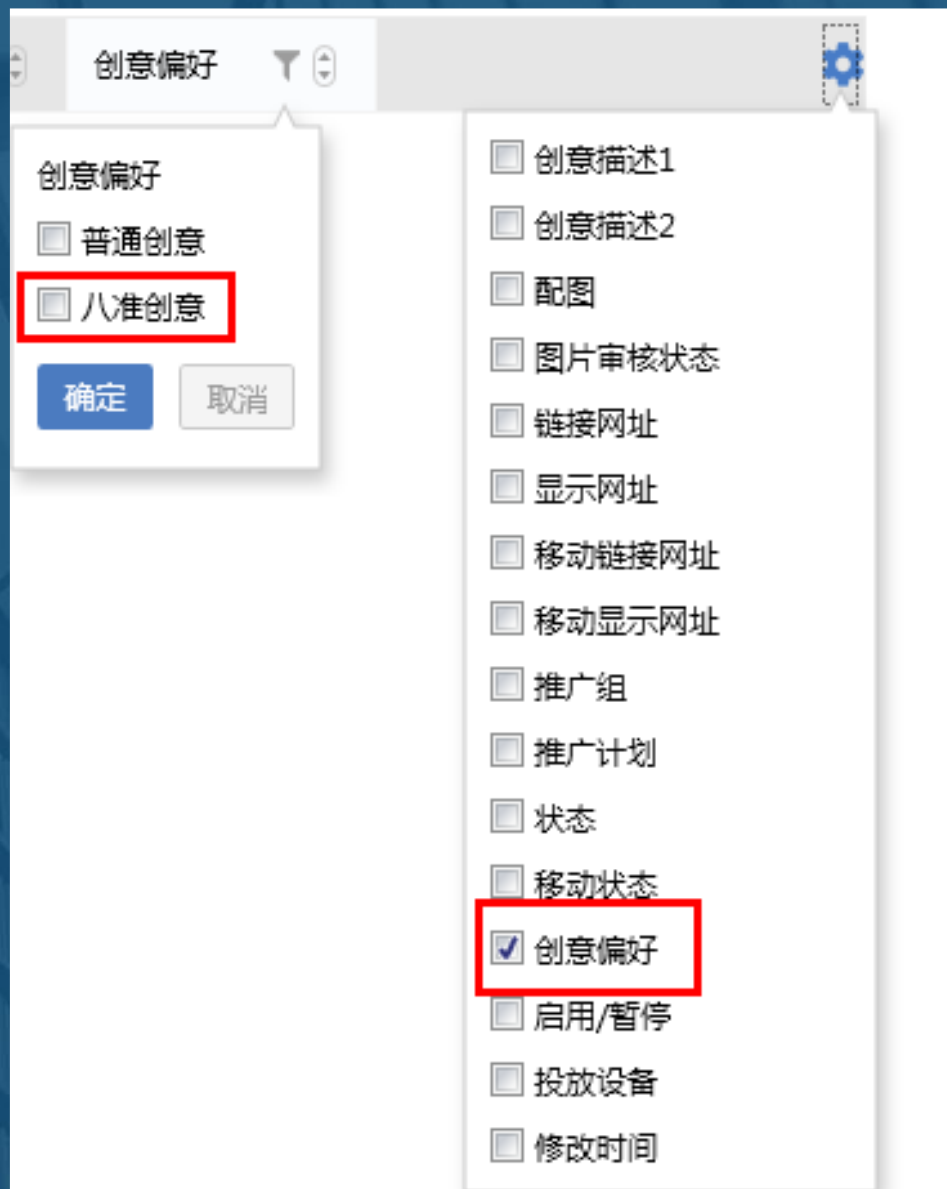 创意偏好
创意偏好
普通创意
八准创意
确定
取消
创意描述1
创意描述2
配图
图片审核状态
链接网址
显示网址
移动链接网址
移动显示网址
推广组
推广计划
状态
移动状态
创意偏好
启用/暂停
投放设备
修改时间